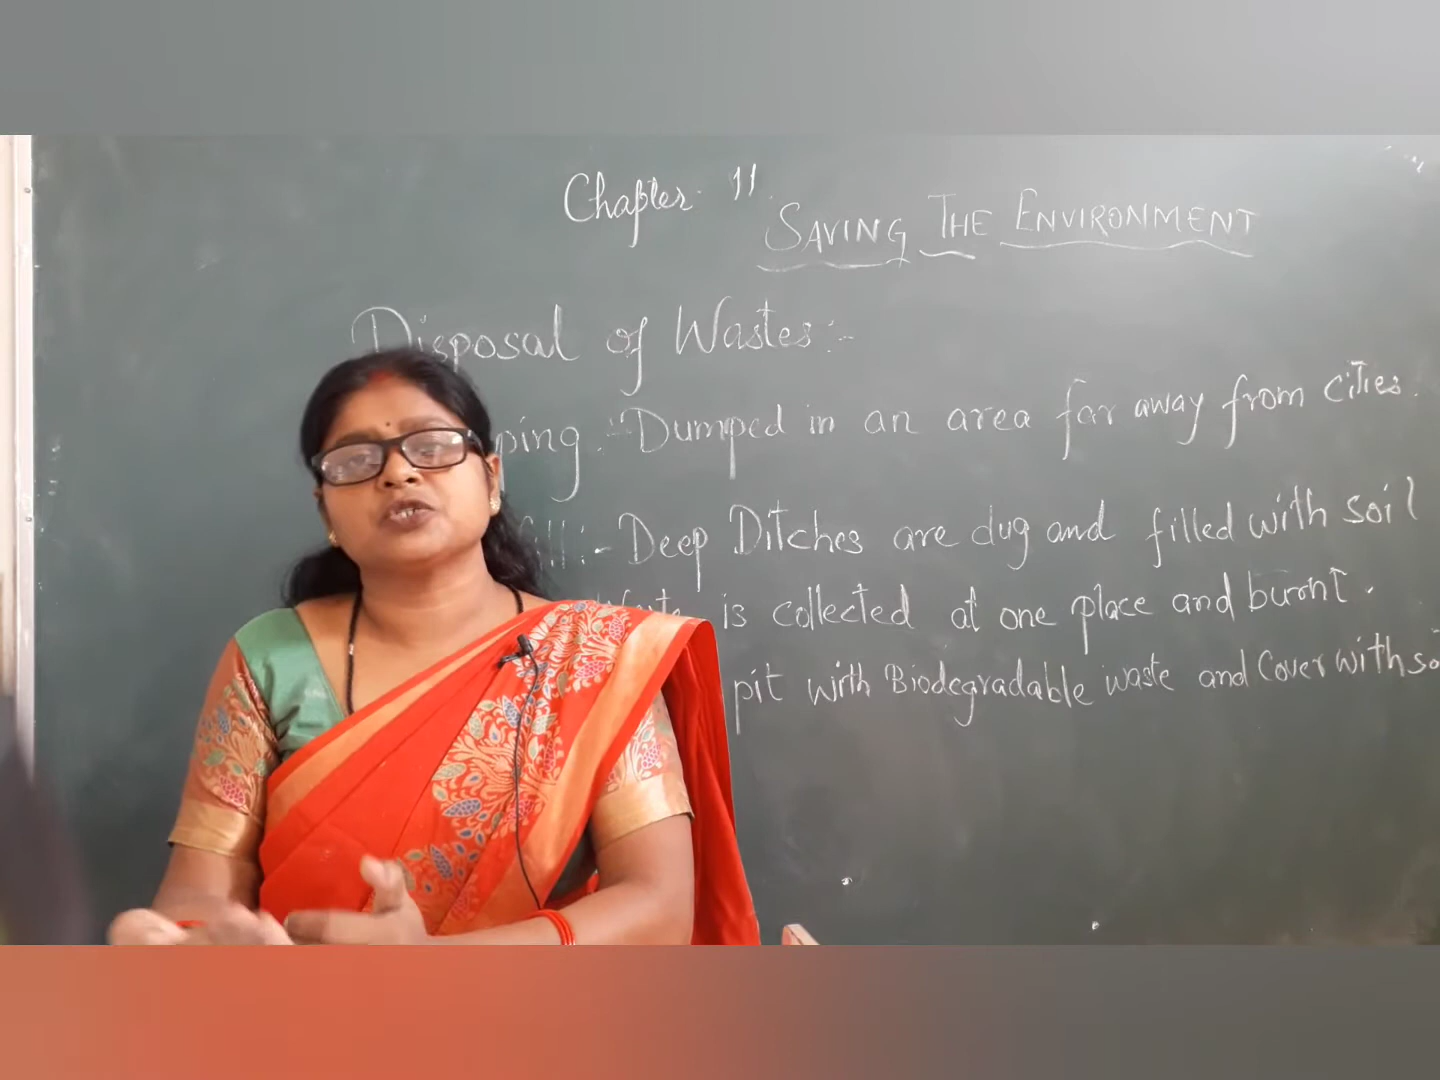 Chapter 11
SAVING THE ENVIRONMENT
Disposal of Wastes:-
ping :- Dumped in an area far away from cities.
ill :- Deep Ditches are dug and filled with soil
Waste is collected at one place and burnt.
pit with Biodegradable waste and Cover with so